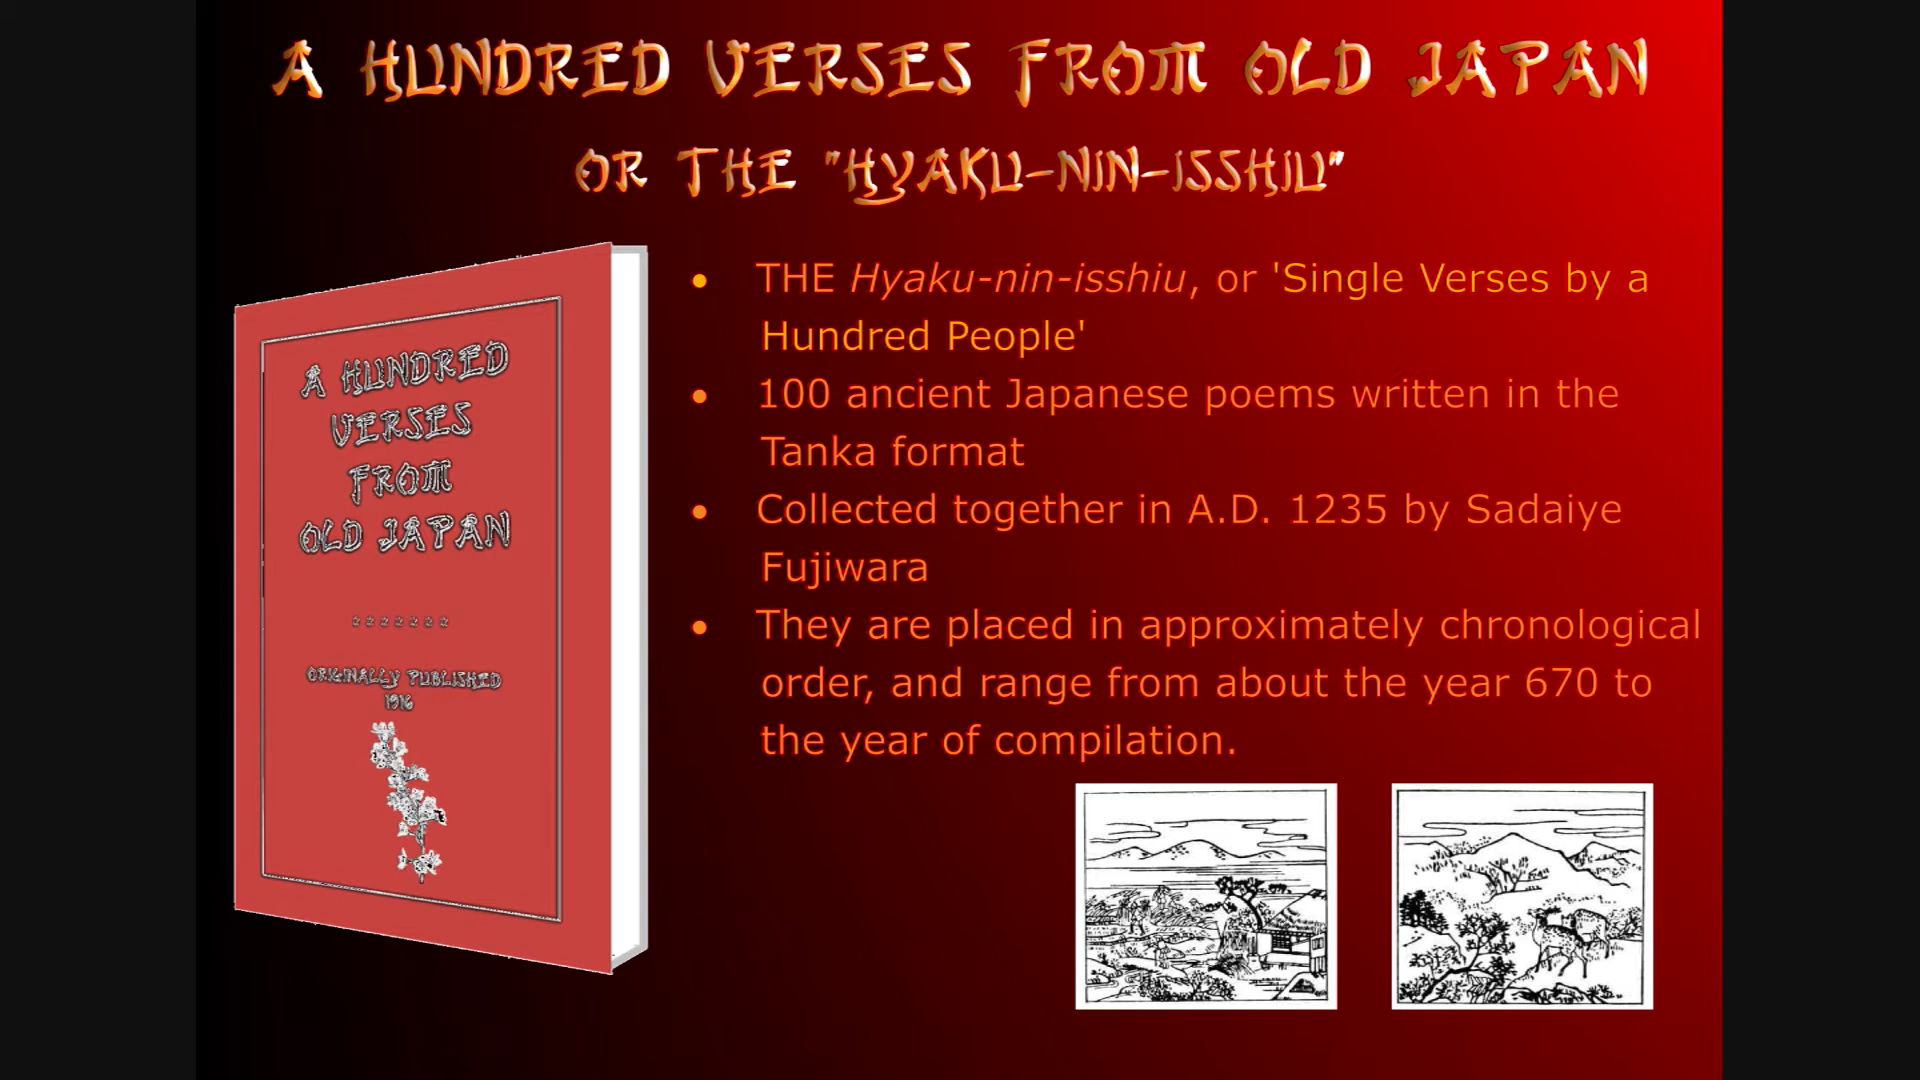 A HUNDRED VERSES FROM OLD JAPAN
OR THE "HYAKU-NIN-ISSHIU"
A HUNDRED
VERSES
FROM
OLD JAPAN
ORIGINALLY PUBLISHED
1916
• THE Hyaku-nin-isshiu, or 'Single Verses by a
Hundred People'
• 100 ancient Japanese poems written in the
Tanka format
• Collected together in A.D. 1235 by Sadaiye
Fujiwara
• They are placed in approximately chronological
order, and range from about the year 670 to
the year of compilation.